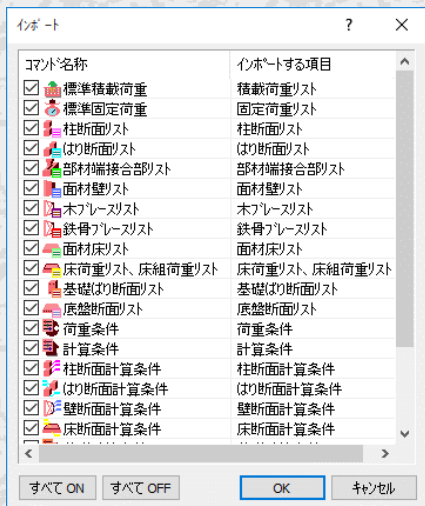 インポート ? ×
コマンド名称 インポートする項目
標準積載荷重 積載荷重リスト
標準固定荷重 固定荷重リスト
柱断面リスト 柱断面リスト
はり断面リスト はり断面リスト
部材端接合部リスト 部材端接合部リスト
面材壁リスト 面材壁リスト
木ブレースリスト 木ブレースリスト
鉄骨ブレースリスト 鉄骨ブレースリスト
面材床リスト 面材床リスト
床荷重リスト、床組荷重リスト 床荷重リスト、床組荷重リスト
基礎ばり断面リスト 基礎ばり断面リスト
底盤断面リスト 底盤断面リスト
荷重条件 荷重条件
計算条件 計算条件
柱断面計算条件 柱断面計算条件
はり断面計算条件 はり断面計算条件
壁断面計算条件 壁断面計算条件
床断面計算条件 床断面計算条件
すべて ON すべて OFF OK キャンセル